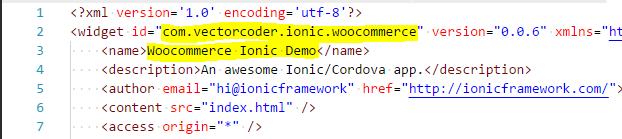 1 <?xml version='1.0' encoding='utf-8'?>
2 <widget id="com.vectorcoder.ionic.woocommerce" version="0.0.6" xmlns="ht
3 <name>Woocommerce Ionic Demo</name>
4 <description>An awesome Ionic/Cordova app.</description>
5 <author email="hi@ionicframework" href="http://ionicframework.com/">
6 <content src="index.html" />
7 <access origin="*" />